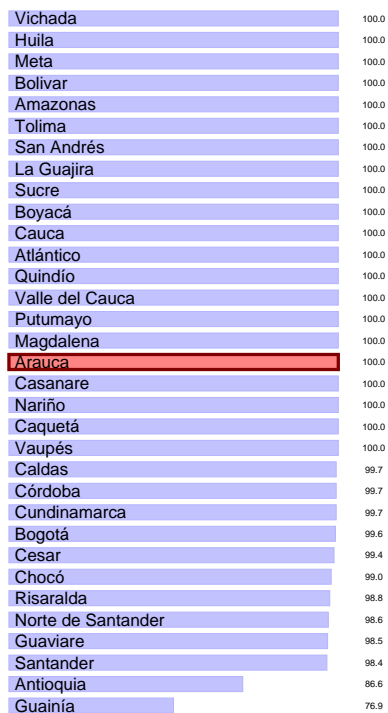 Vichada 100.0
Huila 100.0
Meta 100.0
Bolivar 100.0
Amazonas 100.0
Tolima 100.0
San Andrés 100.0
La Guajira 100.0
Sucre 100.0
Boyacá 100.0
Cauca 100.0
Atlántico 100.0
Quindío 100.0
Valle del Cauca 100.0
Putumayo 100.0
Magdalena 100.0
Arauca 100.0
Casanare 100.0
Nariño 100.0
Caquetá 100.0
Vaupés 100.0
Caldas 99.7
Córdoba 99.7
Cundinamarca 99.7
Bogotá 99.6
Cesar 99.4
Chocó 99.0
Risaralda 98.8
Norte de Santander 98.6
Guaviare 98.5
Santander 98.4
Antioquia 86.6
Guainía 76.9